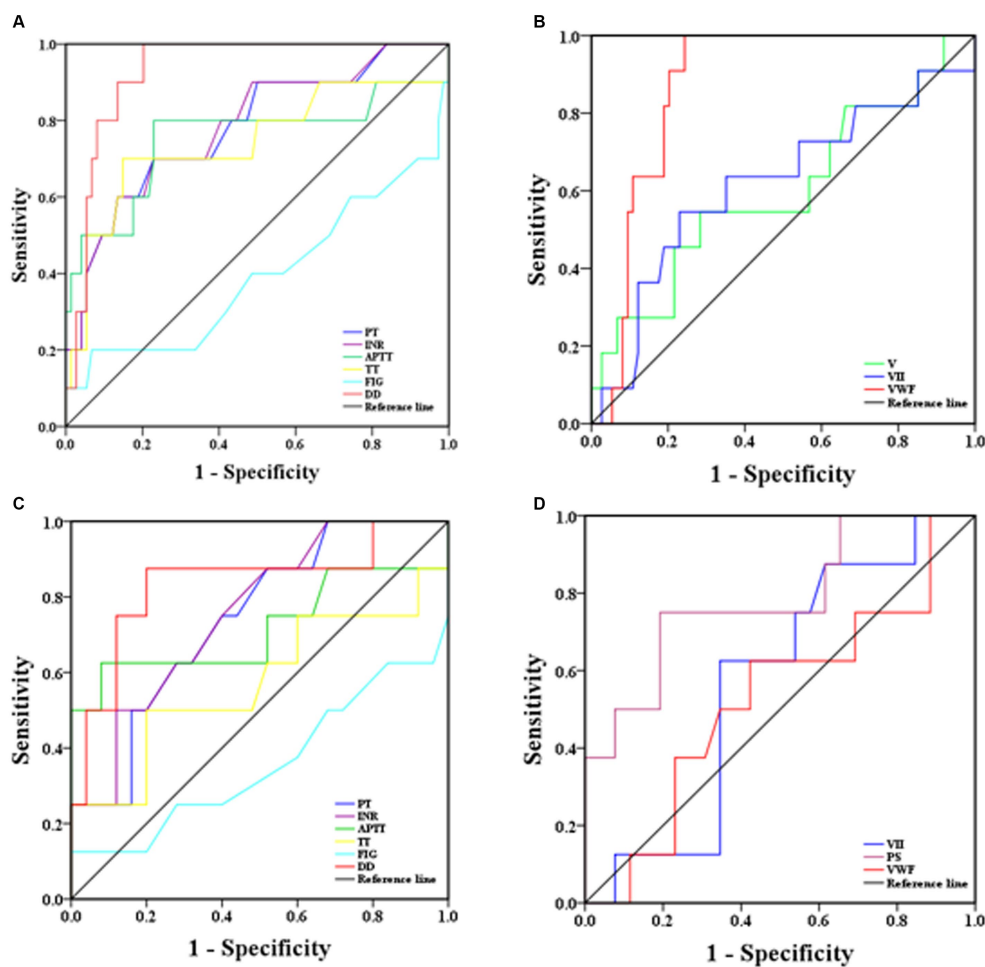 A
Sensitivity
1.0
0.8
0.6
0.4
0.2
0.0
PT
INR
APTT
TT
FIG
DD
Reference line
0.0 0.2 0.4 0.6 0.8 1.0
1 - Specificity
B
Sensitivity
1.0
0.8
0.6
0.4
0.2
0.0
V
VII
VWF
Reference line
0.0 0.2 0.4 0.6 0.8 1.0
1 - Specificity
C
Sensitivity
1.0
0.8
0.6
0.4
0.2
0.0
PT
INR
APTT
TT
FIG
DD
Reference line
0.0 0.2 0.4 0.6 0.8 1.0
1 - Specificity
D
Sensitivity
1.0
0.8
0.6
0.4
0.2
0.0
VII
PS
VWF
Reference line
0.0 0.2 0.4 0.6 0.8 1.0
1 - Specificity